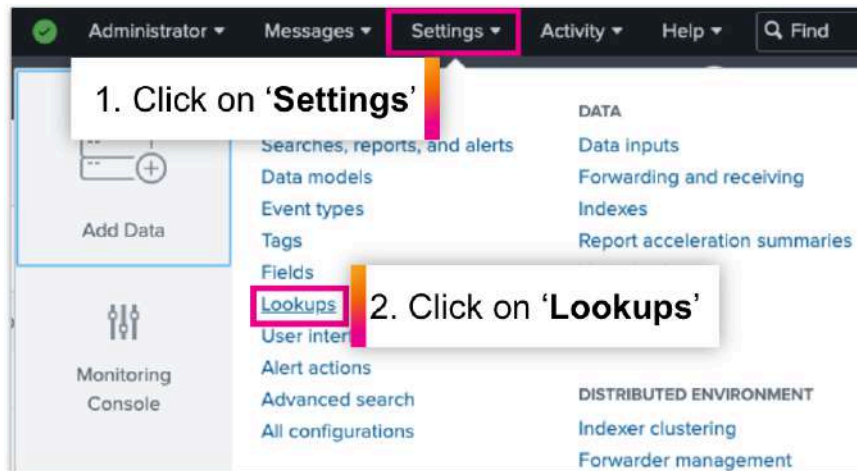 Administrator ▾ Messages ▾ Settings ▾ Activity ▾ Help ▾ Find
1. Click on ‘Settings’
Add Data
Monitoring
Console
Searches, reports, and alerts
Data models
Event types
Tags
Fields
Lookups
2. Click on ‘Lookups’
User inter
Alert actions
Advanced search
All configurations
DATA
Data inputs
Forwarding and receiving
Indexes
Report acceleration summaries
DISTRIBUTED ENVIRONMENT
Indexer clustering
Forwarder management